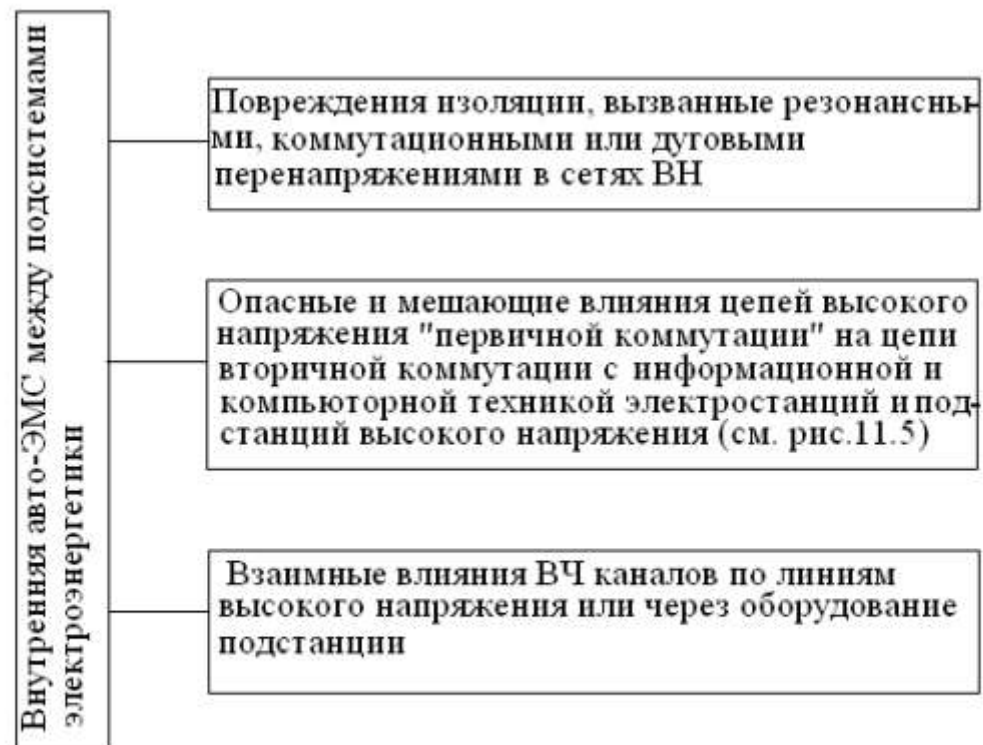 Внутренняя авто-ЭМС между подсистемами
электроэнергетики
Повреждения изоляции, вызванные резонансны-
ми, коммутационными или дуговыми
перенапряжениями в сетях ВН
Опасные и мешающие влияния цепей высокого
напряжения "первичной коммутации" на цепи
вторичной коммутации с информационной и
компьюторной техникой электростанций и под-
станций высокого напряжения (см. рис.11.5)
Взаимные влияния ВЧ каналов по линиям
высокого напряжения или через оборудование
подстанции